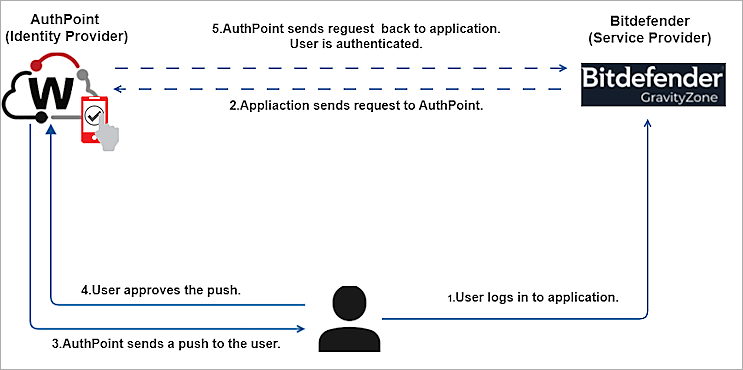 AuthPoint
(Identity Provider)
5.AuthPoint sends reguest back to application.
User is authenticated.
Bitdefender
(Service Provider)
W
Bitdefender
GravityZone
2.Appliaction sends request to AuthPoint.
4.User approves the push.
1.User logs in to application.
3.AuthPoint sends a push to the user.